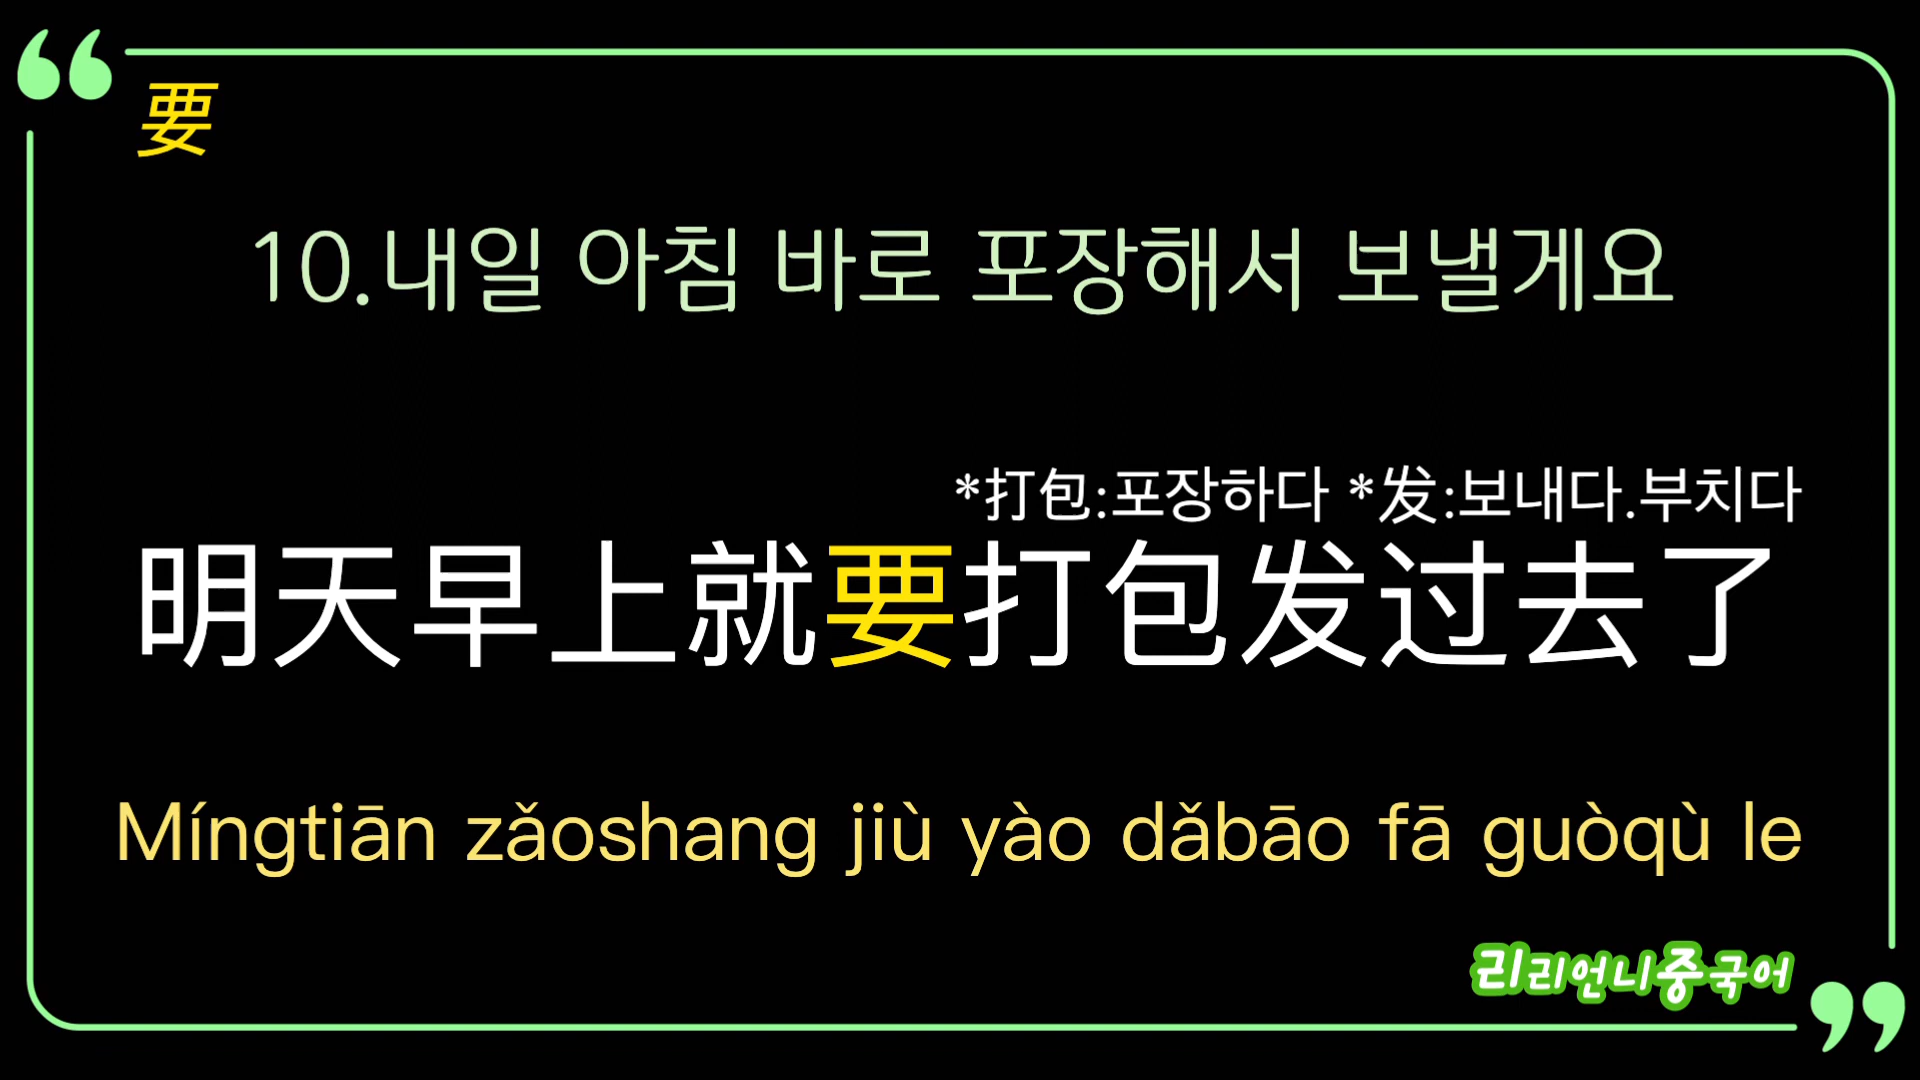 要
10.내일 아침 바로 포장해서 보낼게요
*打包:포장하다 *发:보내다.부치다
明天早上就要打包发过去了
Míngtiān zǎoshang jiù yào dǎbāo fā guòqù le
리리언니중국어